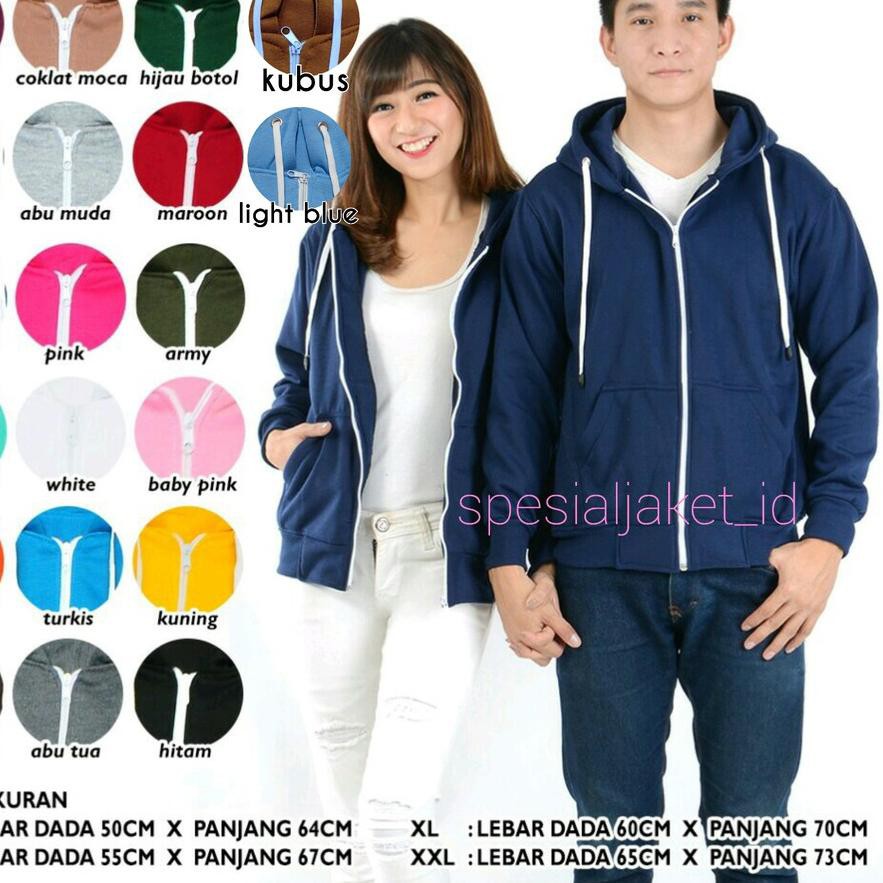 coklat moca
hijau botol
kubus
abu muda
maroon
light blue
pink
army
white
baby pink
spesialjaket_id
turkis
kuning
abu tua
hitam
KURAN
AR DADA 50CM X PANJANG 64CM
XL : LEBAR DADA 60CM X PANJANG 70CM
AR DADA 55CM X PANJANG 67CM
XXL : LEBAR DADA 65CM X PANJANG 73CM